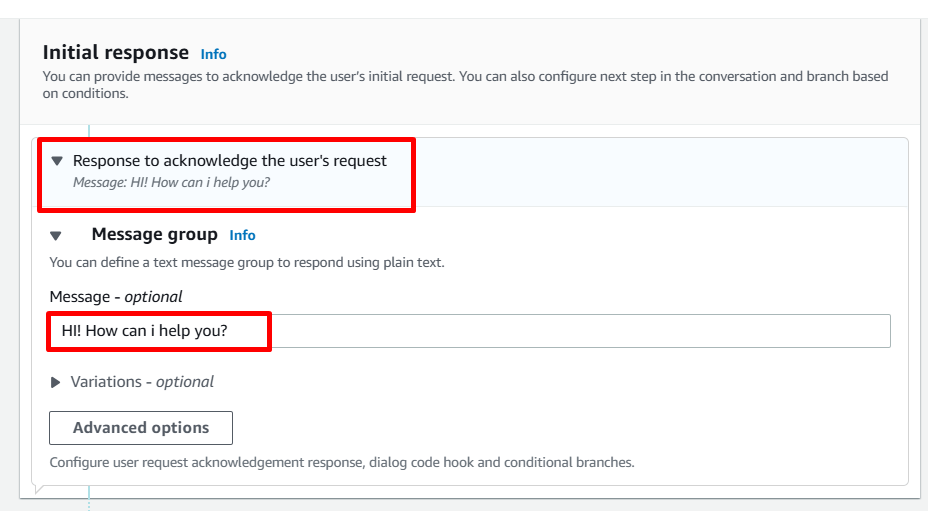 Initial response Info
You can provide messages to acknowledge the user's initial request. You can also configure next step in the conversation and branch based
on conditions.
Response to acknowledge the user's request
Message: HI! How can i help you?
Message group Info
You can define a text message group to respond using plain text.
Message - optional
HI! How can i help you?
Variations - optional
Advanced options
Configure user request acknowledgement response, dialog code hook and conditional branches.